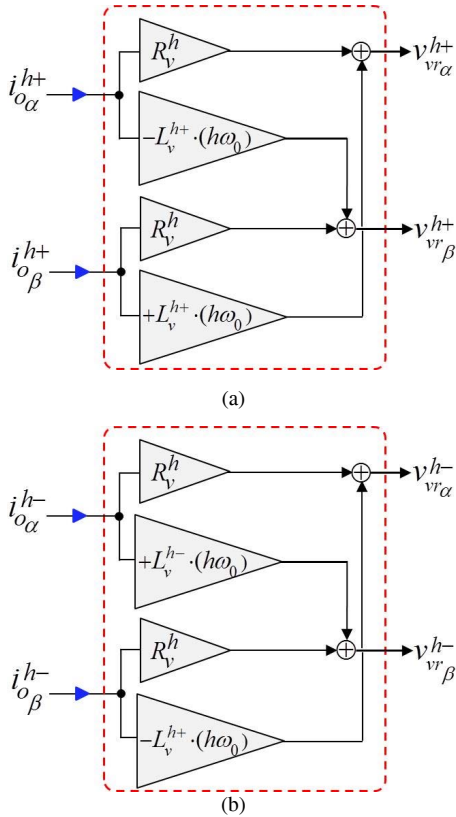 R_v^h
i_{o_α}^{h+}
v_{vr_α}^{h+}
−L_v^{h+}·(hω_0)
R_v^h
i_{o_β}^{h+}
v_{vr_β}^{h+}
+L_v^{h+}·(hω_0)
(a)
R_v^h
i_{o_α}^{h−}
v_{vr_α}^{h−}
+L_v^{h−}·(hω_0)
R_v^h
i_{o_β}^{h−}
v_{vr_β}^{h−}
−L_v^{h+}·(hω_0)
(b)